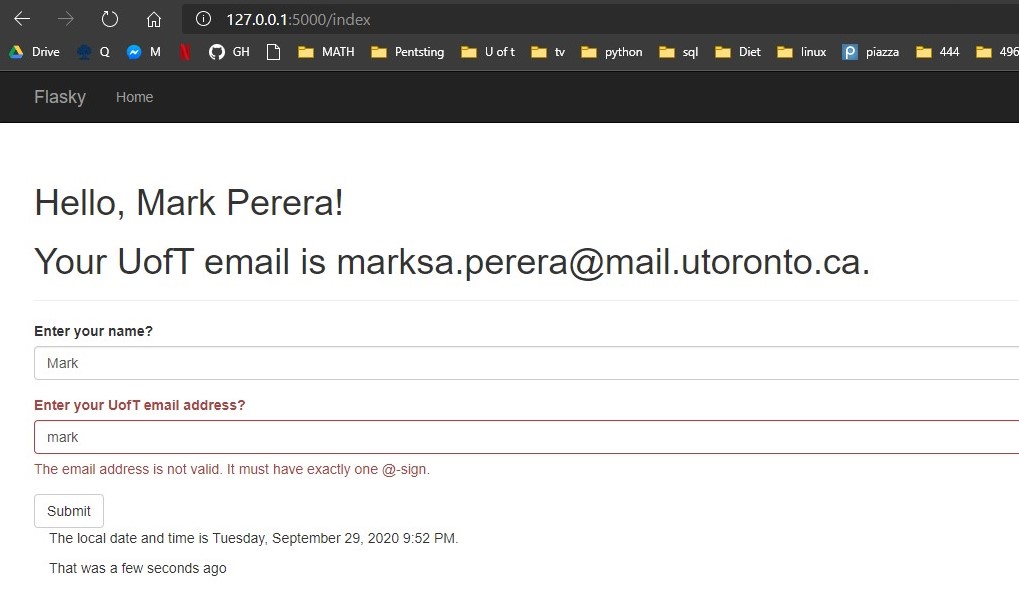 127.0.0.1:5000/index
Drive Q M GH MATH Pentsting U of t tv python sql Diet linux piazza 444 496
Flasky Home
Hello, Mark Perera!
Your UofT email is marksa.perera@mail.utoronto.ca.
Enter your name?
Mark
Enter your UofT email address?
mark
The email address is not valid. It must have exactly one @-sign.
Submit
The local date and time is Tuesday, September 29, 2020 9:52 PM.
That was a few seconds ago